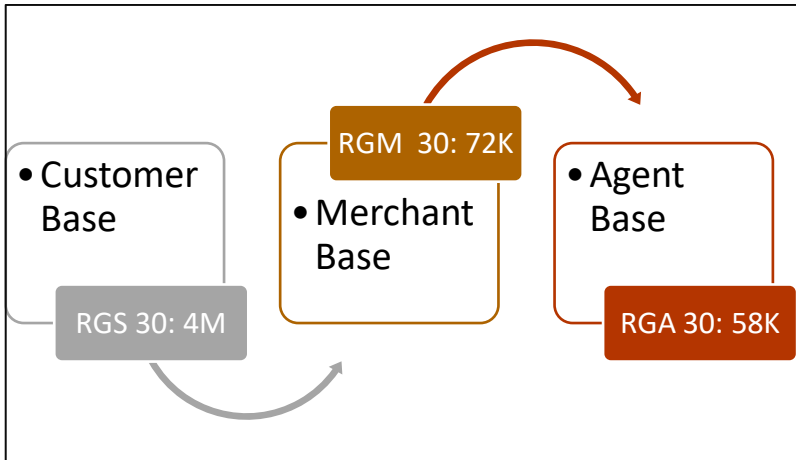 • Customer
Base
RGS 30: 4M
RGM  30: 72K
• Merchant
Base
• Agent
Base
RGA 30: 58K